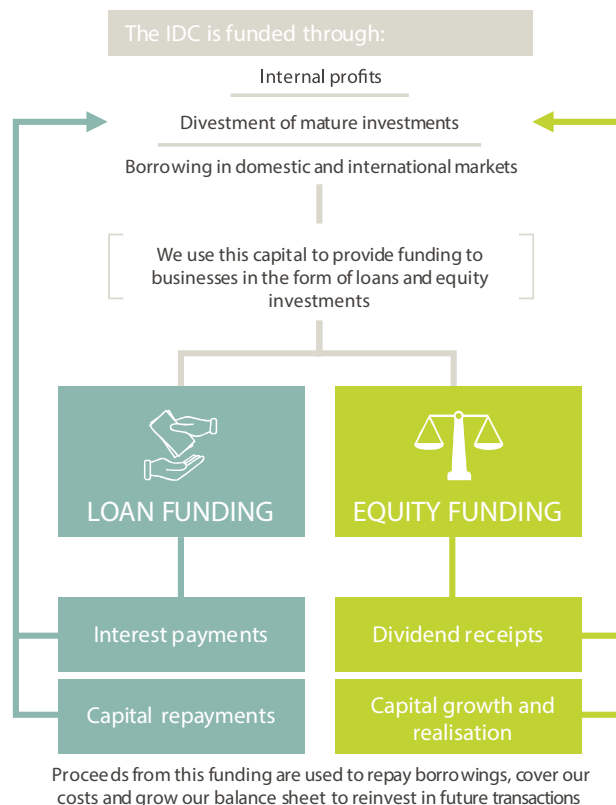 The IDC is funded through:
Internal profits
Divestment of mature investments
Borrowing in domestic and international markets
We use this capital to provide funding to
businesses in the form of loans and equity
investments
LOAN FUNDING
EQUITY FUNDING
Interest payments
Dividend receipts
Capital repayments
Capital growth and
realisation
Proceeds from this funding are used to repay borrowings, cover our
costs and grow our balance sheet to reinvest in future transactions